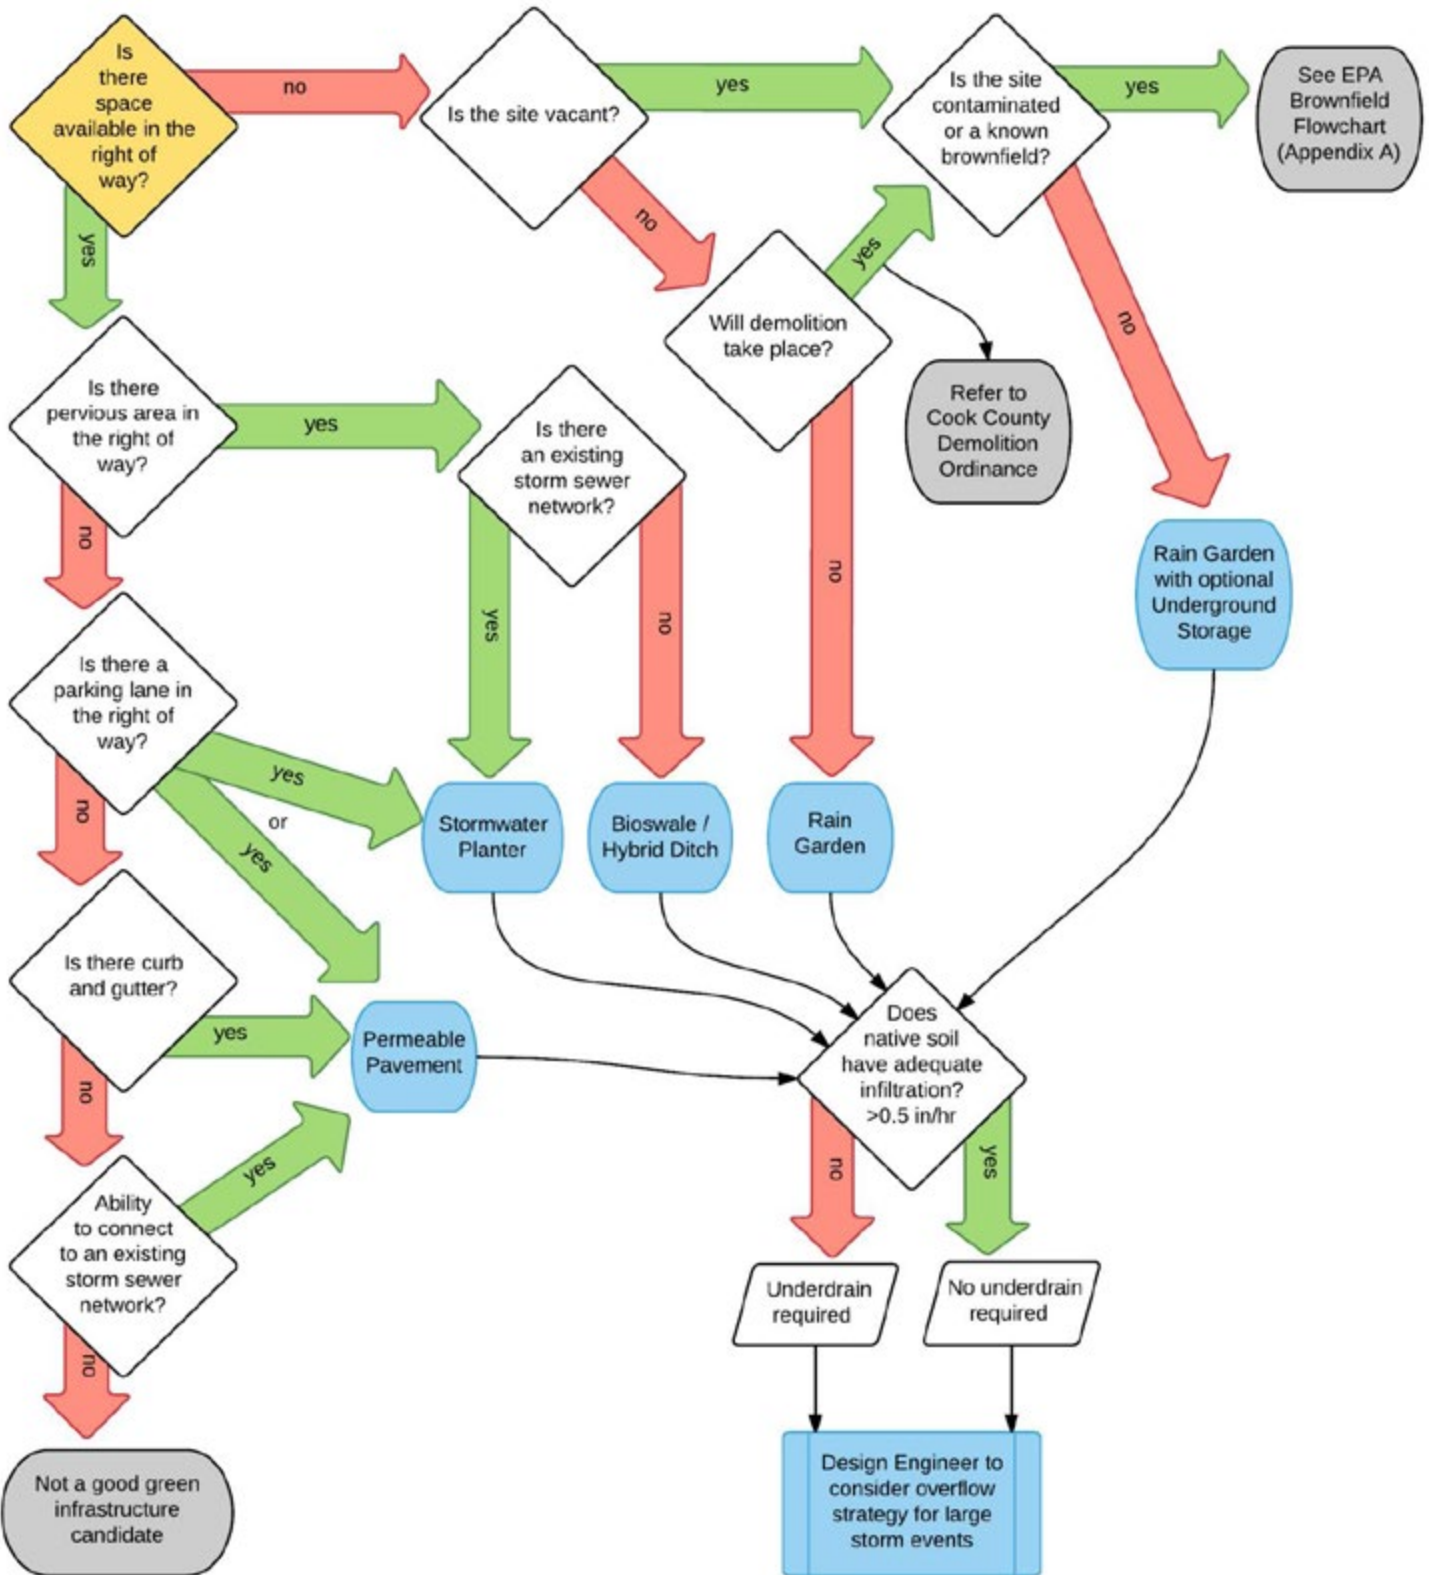 Is
there
space
available in the
right of
way?
no
Is the site vacant?
yes
Is the site
contaminated
or a known
brownfield?
yes
See EPA
Brownfield
Flowchart
(Appendix A)
yes
no
yes
Will demolition
take place?
no
Refer to
Cook County
Demolition
Ordinance
Is there
pervious area in
the right of
way?
yes
Is there
an existing
storm sewer
network?
no
yes
no
no
Rain Garden
with optional
Underground
Storage
Is there a
parking lane in
the right of
way?
yes
or
yes
no
Stormwater
Planter
Bioswale /
Hybrid Ditch
Rain
Garden
Is there curb
and gutter?
yes
no
Permeable
Pavement
Does
native soil
have adequate
infiltration?
>0.5 in/hr
no
yes
Ability
to connect
to an existing
storm sewer
network?
yes
no
Underdrain
required
No underdrain
required
Not a good green
infrastructure
candidate
Design Engineer to
consider overflow
strategy for large
storm events